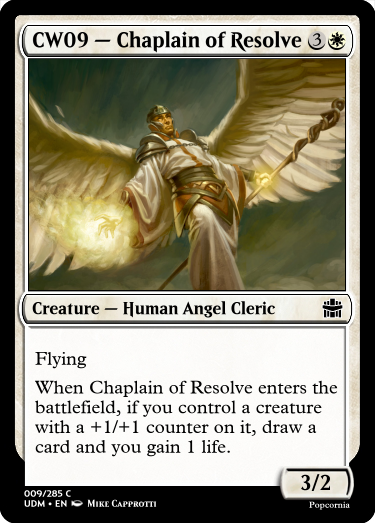 CW09 — Chaplain of Resolve 3
Creature — Human Angel Cleric
Flying
When Chaplain of Resolve enters the
battlefield, if you control a creature
with a +1/+1 counter on it, draw a
card and you gain 1 life.
3/2
009/285 C
UDM • EN Mike Capprotti
Popcornia